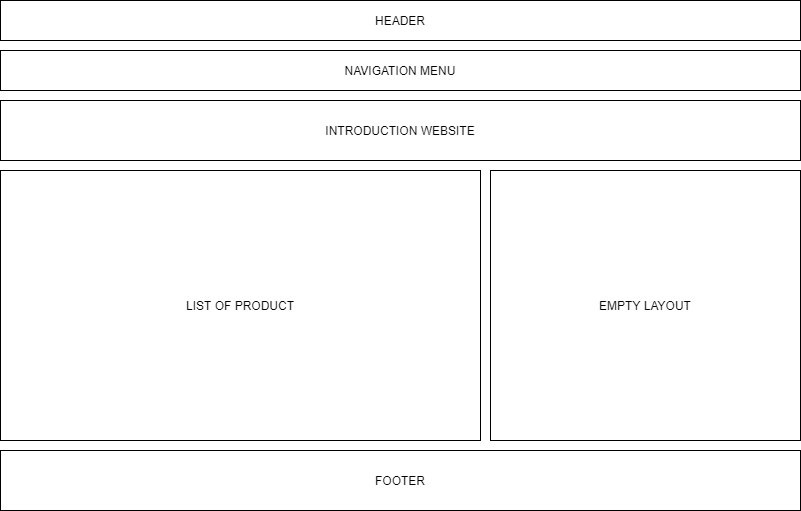 HEADER
NAVIGATION MENU
INTRODUCTION WEBSITE
LIST OF PRODUCT
EMPTY LAYOUT
FOOTER